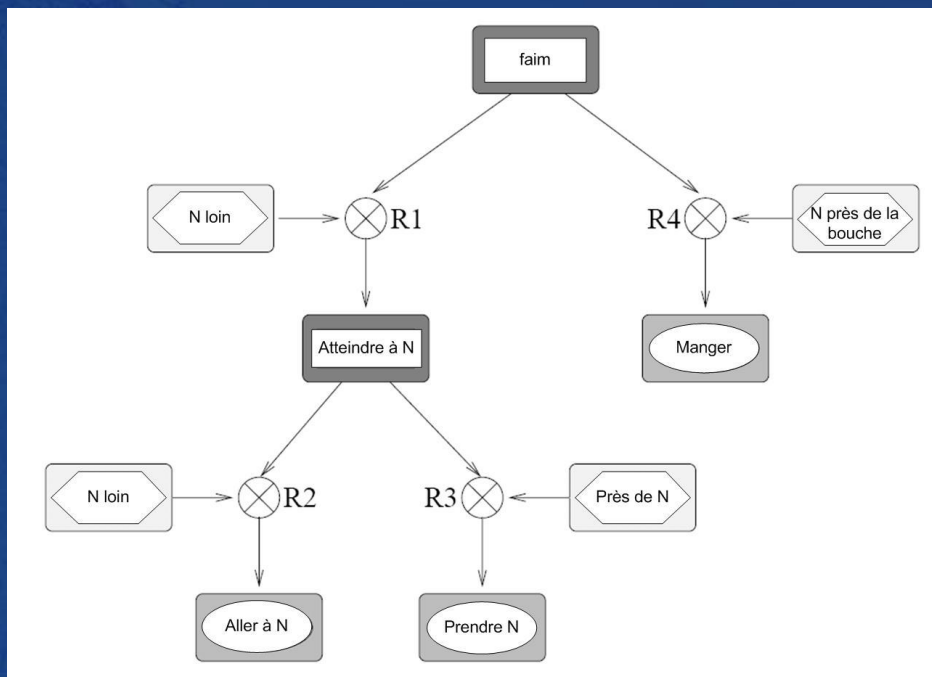 faim
N loin
R1
R4
N près de la
bouche
Atteindre à N
Manger
N loin
R2
R3
Près de N
Aller à N
Prendre N